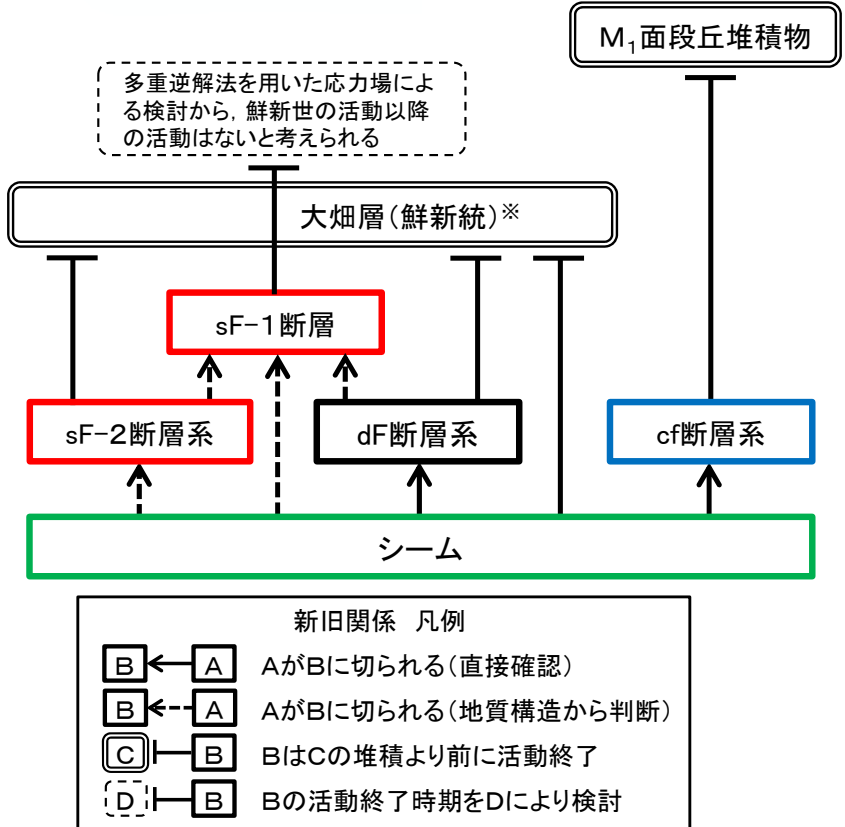 M₁面段丘堆積物
多重逆解法を用いた応力場によ
る検討から，鮮新世の活動以降
の活動はないと考えられる
大畑層（鮮新統）※
sF-1断層
sF-2断層系
dF断層系
cf断層系
シーム
新旧関係 凡例
B A AがBに切られる（直接確認）
B A AがBに切られる（地質構造から判断）
C B BはCの堆積より前に活動終了
D B Bの活動終了時期をDにより検討